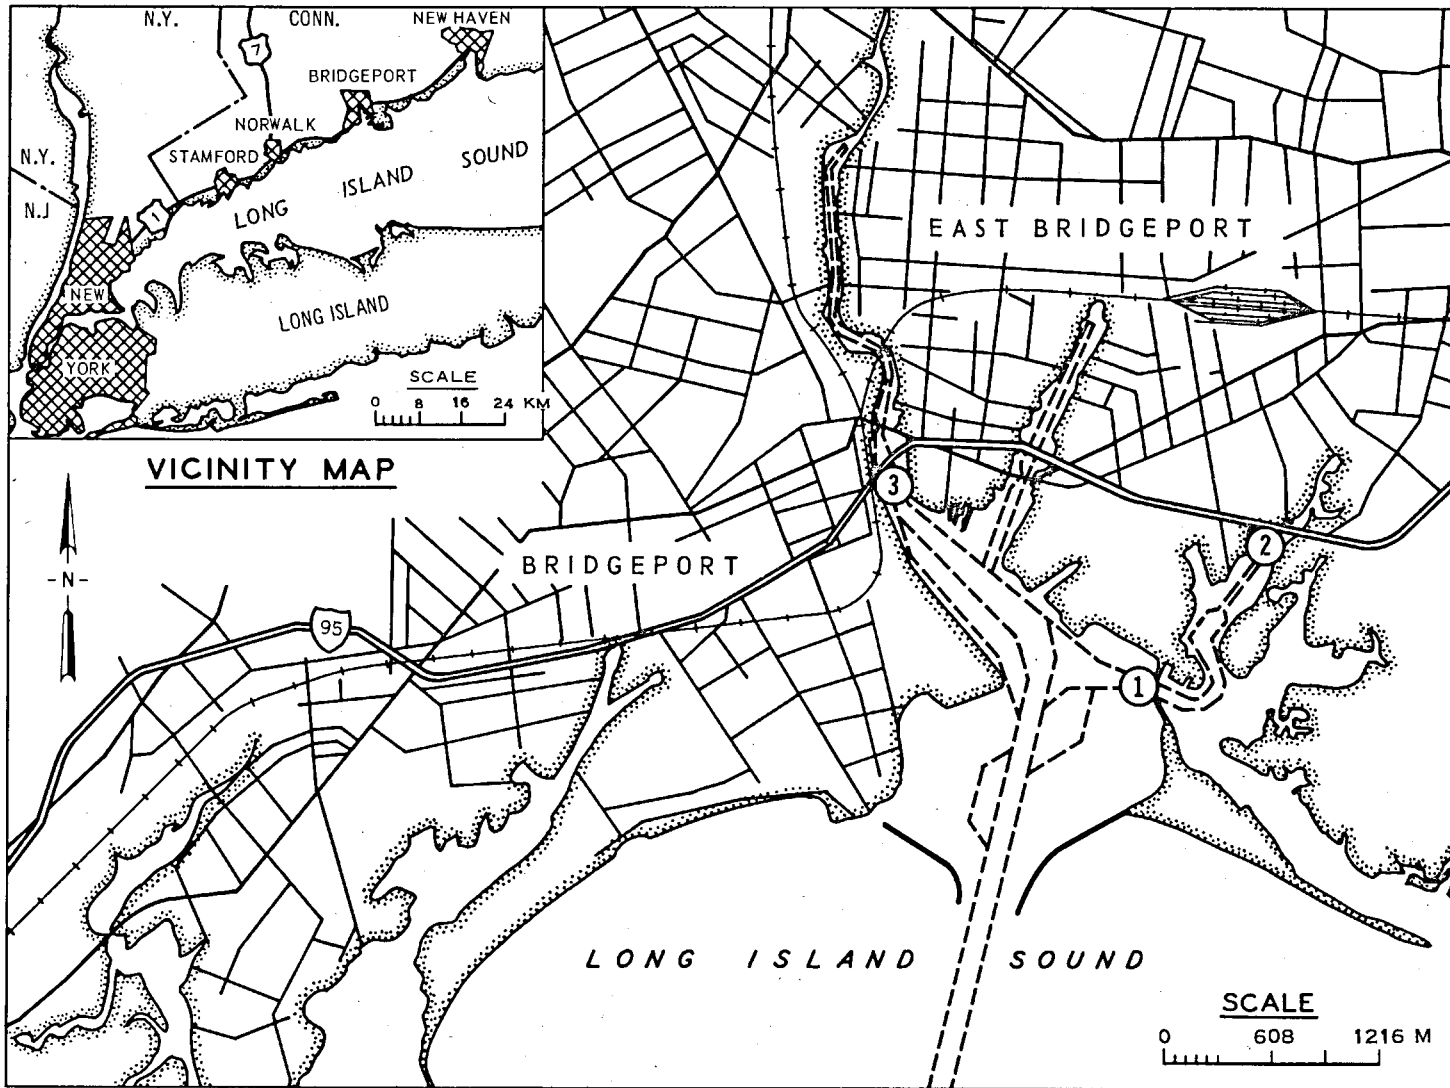 N.Y. CONN. NEW HAVEN
7
BRIDGEPORT
NORWALK
N.Y. STAMFORD
LONG ISLAND SOUND
N.J
1
NEW
YORK
LONG ISLAND
SCALE
0 8 16 24 KM
VICINITY MAP
-N-
EAST BRIDGEPORT
3
2
BRIDGEPORT
95
1
LONG ISLAND SOUND
SCALE
0 608 1216 M